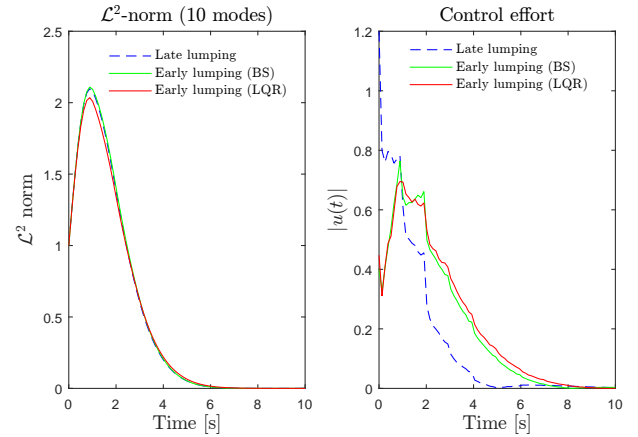 ℒ²-norm (10 modes)
2.5
2
1.5
1
0.5
0
ℒ² norm
Late lumping
Early lumping (BS)
Early lumping (LQR)
0 2 4 6 8 10
Time [s]
Control effort
1.2
1
0.8
0.6
0.4
0.2
0
|u(t)|
Late lumping
Early lumping (BS)
Early lumping (LQR)
0 2 4 6 8 10
Time [s]